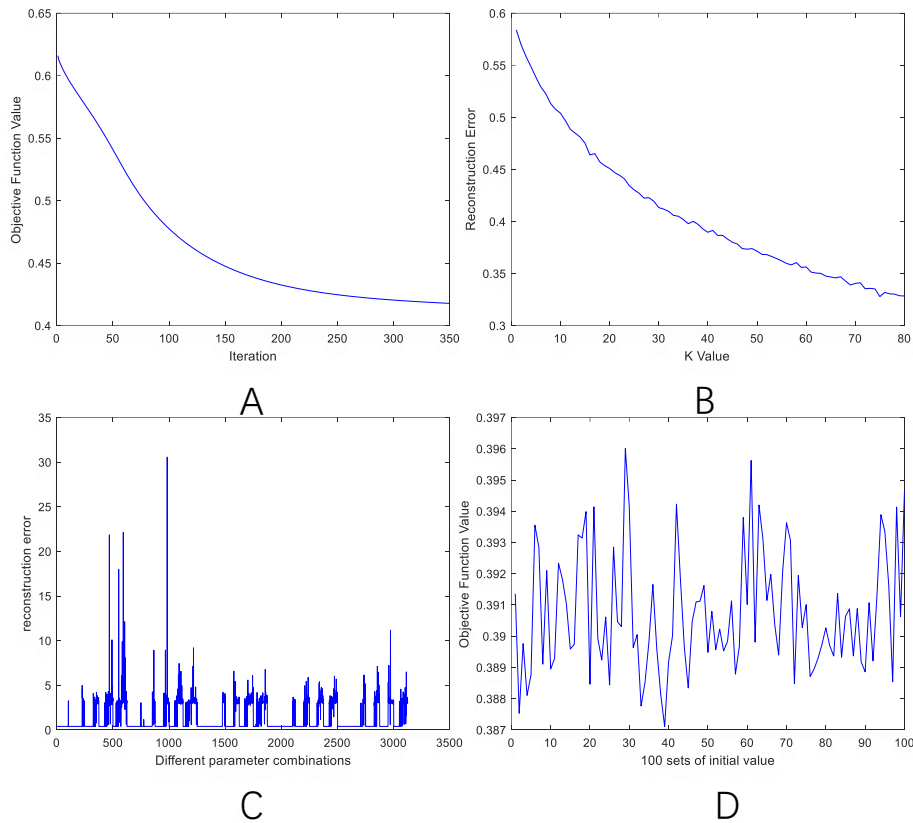 0.65
0.6
0.55
0.5
0.45
0.4
Objective Function Value
0 50 100 150 200 250 300 350
Iteration
A
0.6
0.55
0.5
0.45
0.4
0.35
0.3
Reconstruction Error
0 10 20 30 40 50 60 70 80
K Value
B
35
30
25
20
15
10
5
0
reconstruction error
0 500 1000 1500 2000 2500 3000 3500
Different parameter combinations
C
0.397
0.396
0.395
0.394
0.393
0.392
0.391
0.39
0.389
0.388
0.387
Objective Function Value
0 10 20 30 40 50 60 70 80 90 100
100 sets of initial value
D